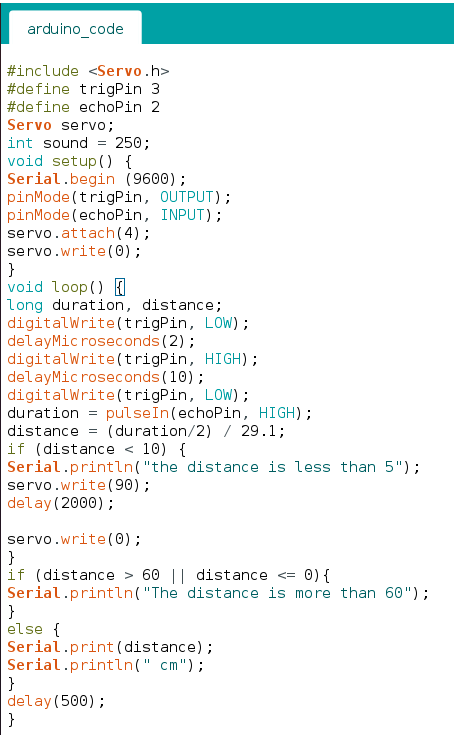 arduino_code
#include <Servo.h>
#define trigPin 3
#define echoPin 2
Servo servo;
int sound = 250;
void setup() {
Serial.begin (9600);
pinMode(trigPin, OUTPUT);
pinMode(echoPin, INPUT);
servo.attach(4);
servo.write(0);
}
void loop() {
long duration, distance;
digitalWrite(trigPin, LOW);
delayMicroseconds(2);
digitalWrite(trigPin, HIGH);
delayMicroseconds(10);
digitalWrite(trigPin, LOW);
duration = pulseIn(echoPin, HIGH);
distance = (duration/2) / 29.1;
if (distance < 10) {
Serial.println("the distance is less than 5");
servo.write(90);
delay(2000);

servo.write(0);
}
if (distance > 60 || distance <= 0){
Serial.println("The distance is more than 60");
}
else {
Serial.print(distance);
Serial.println(" cm");
}
delay(500);
}